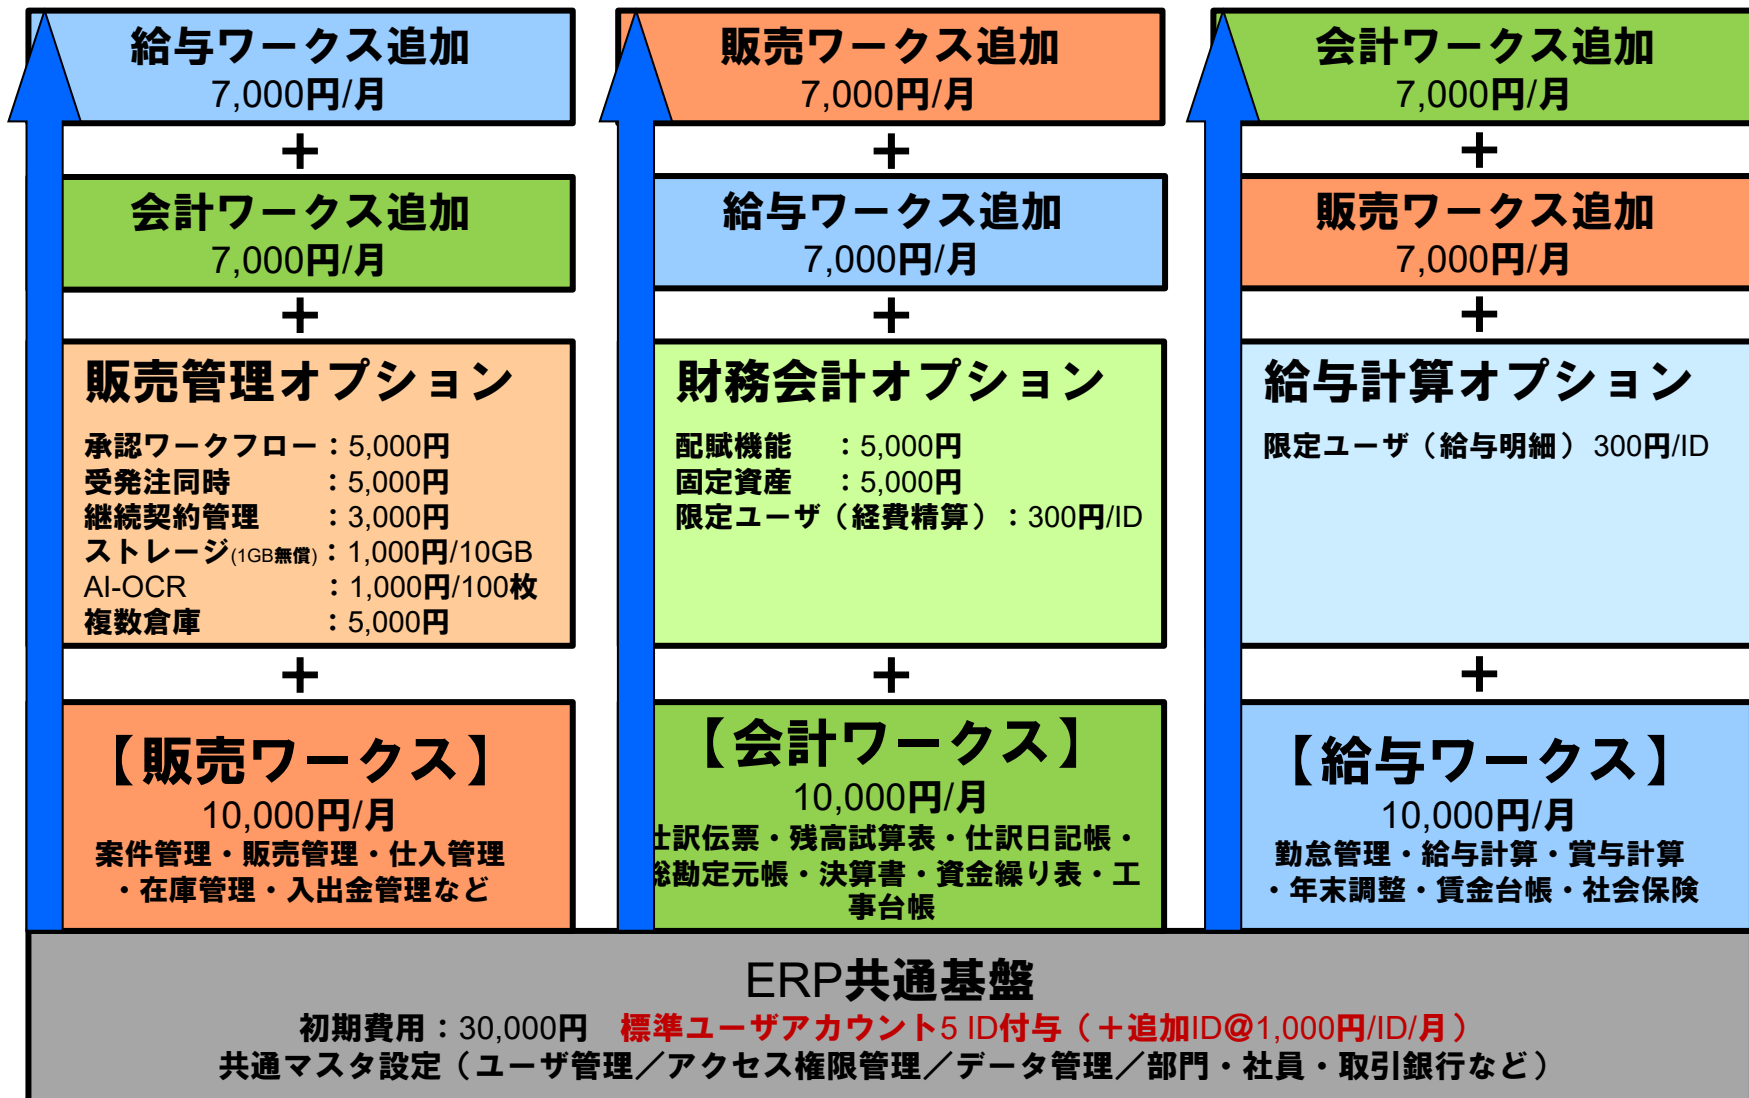 給与ワークス追加
7,000円/月
+
会計ワークス追加
7,000円/月
+
販売管理オプション
承認ワークフロー：5,000円
受発注同時　　　：5,000円
継続契約管理　　：3,000円
ストレージ(1GB無償)：1,000円/10GB
AI-OCR　　　　：1,000円/100枚
複数倉庫　　　　：5,000円
+
【販売ワークス】
10,000円/月
案件管理・販売管理・仕入管理
・在庫管理・入出金管理など
販売ワークス追加
7,000円/月
+
給与ワークス追加
7,000円/月
+
財務会計オプション
配賦機能　：5,000円
固定資産　：5,000円
限定ユーザ（経費精算）：300円/ID
+
【会計ワークス】
10,000円/月
仕訳伝票・残高試算表・仕訳日記帳・
総勘定元帳・決算書・資金繰り表・工
事台帳
会計ワークス追加
7,000円/月
+
販売ワークス追加
7,000円/月
+
給与計算オプション
限定ユーザ（給与明細） 300円/ID
+
【給与ワークス】
10,000円/月
勤怠管理・給与計算・賞与計算
・年末調整・賃金台帳・社会保険
ERP共通基盤
初期費用：30,000円　標準ユーザアカウント5 ID付与（＋追加ID@1,000円/ID/月）
共通マスタ設定（ユーザ管理／アクセス権限管理／データ管理／部門・社員・取引銀行など）